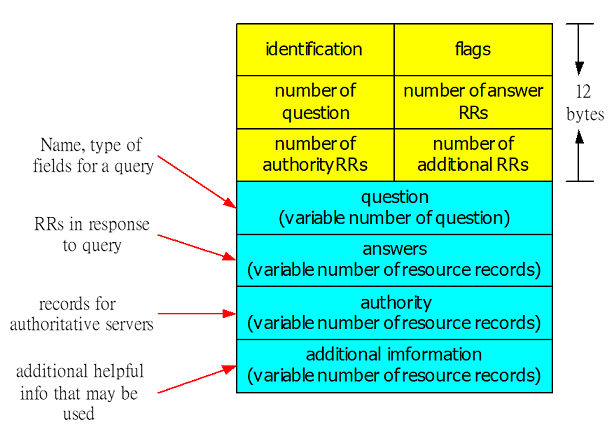 identification
flags
number of
question
number of answer
RRs
12
bytes
number of
authority RRs
number of
additional RRs
Name, type of
fields for a query
question
(variable number of question)
RRs in response
to query
answers
(variable number of resource records)
records for
authoritative servers
authority
(variable number of resource records)
additional helpful
info that may be
used
additional imformation
(variable number of resource records)